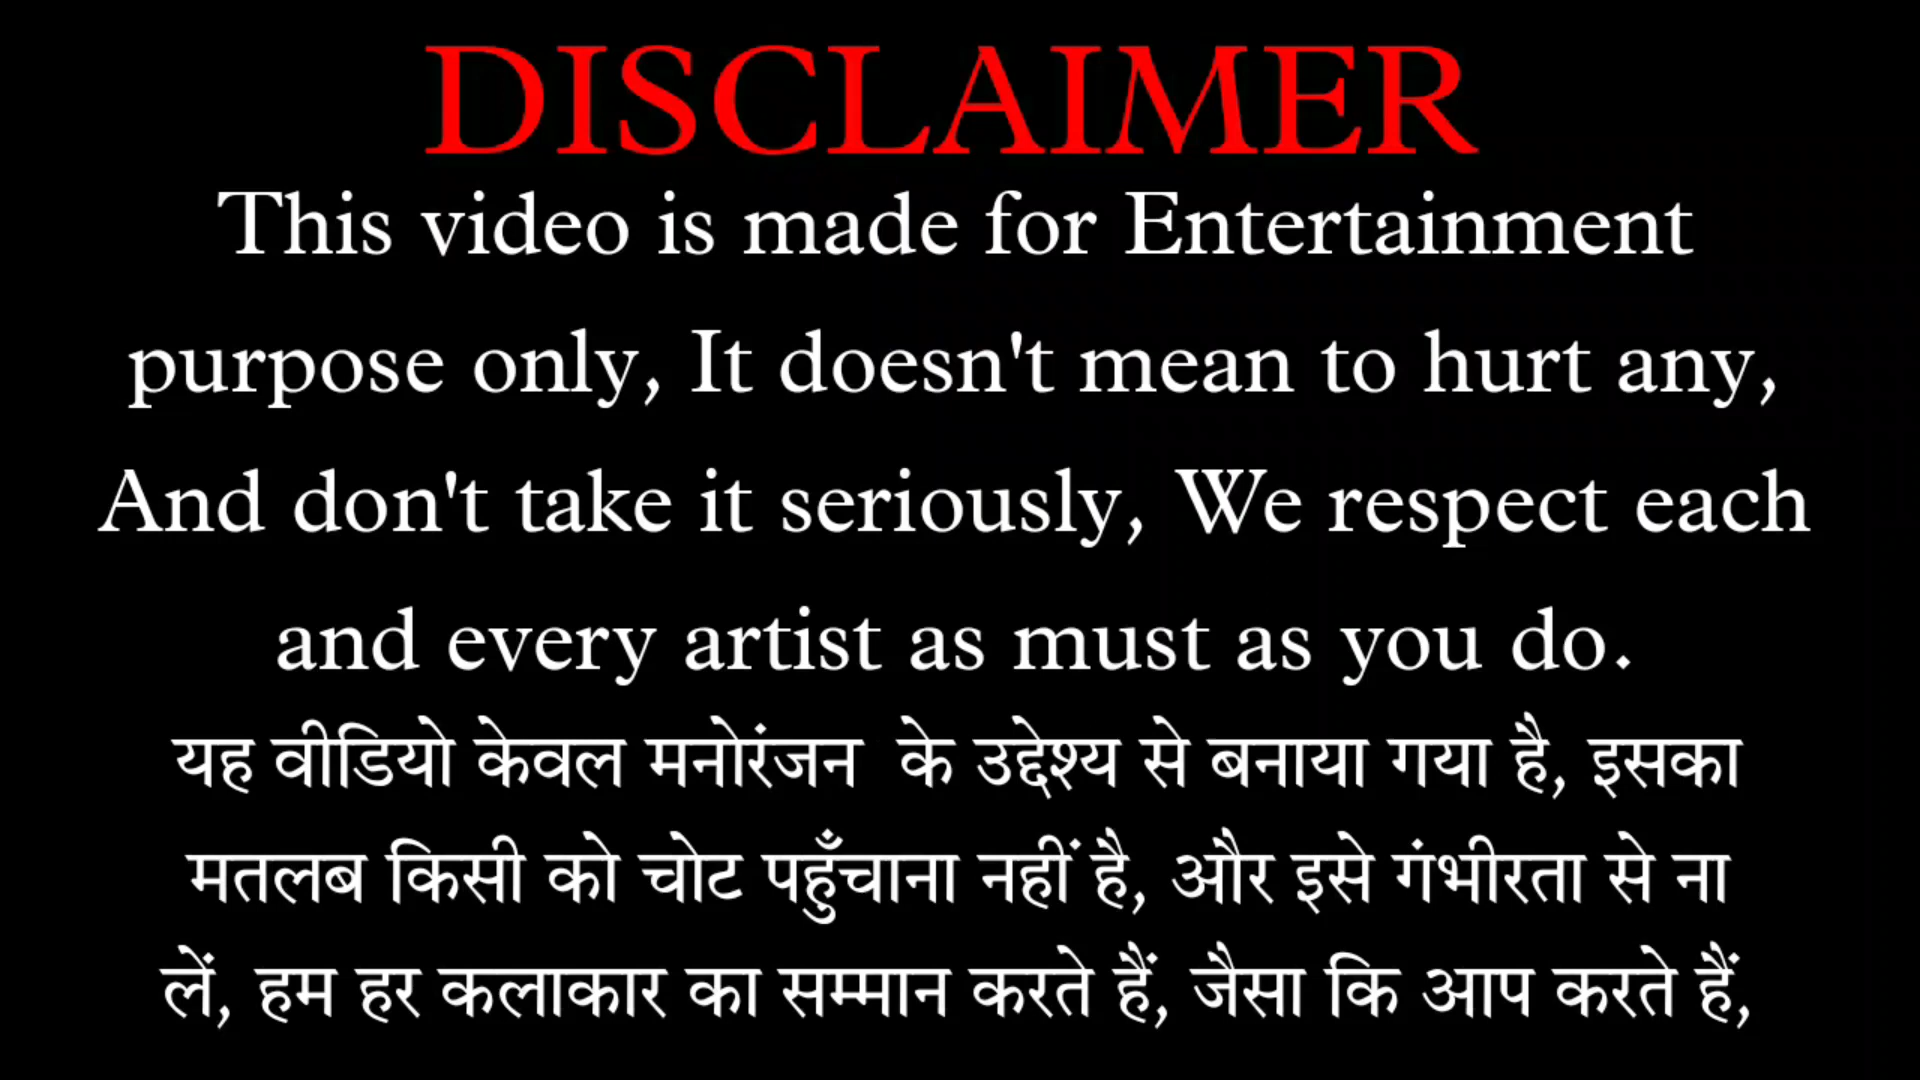 DISCLAIMER
This video is made for Entertainment
purpose only, It doesn't mean to hurt any,
And don't take it seriously, We respect each
and every artist as must as you do.
यह वीडियो केवल मनोरंजन के उद्देश्य से बनाया गया है, इसका
मतलब किसी को चोट पहुँचाना नहीं है, और इसे गंभीरता से ना
लें, हम हर कलाकार का सम्मान करते हैं, जैसा कि आप करते हैं,